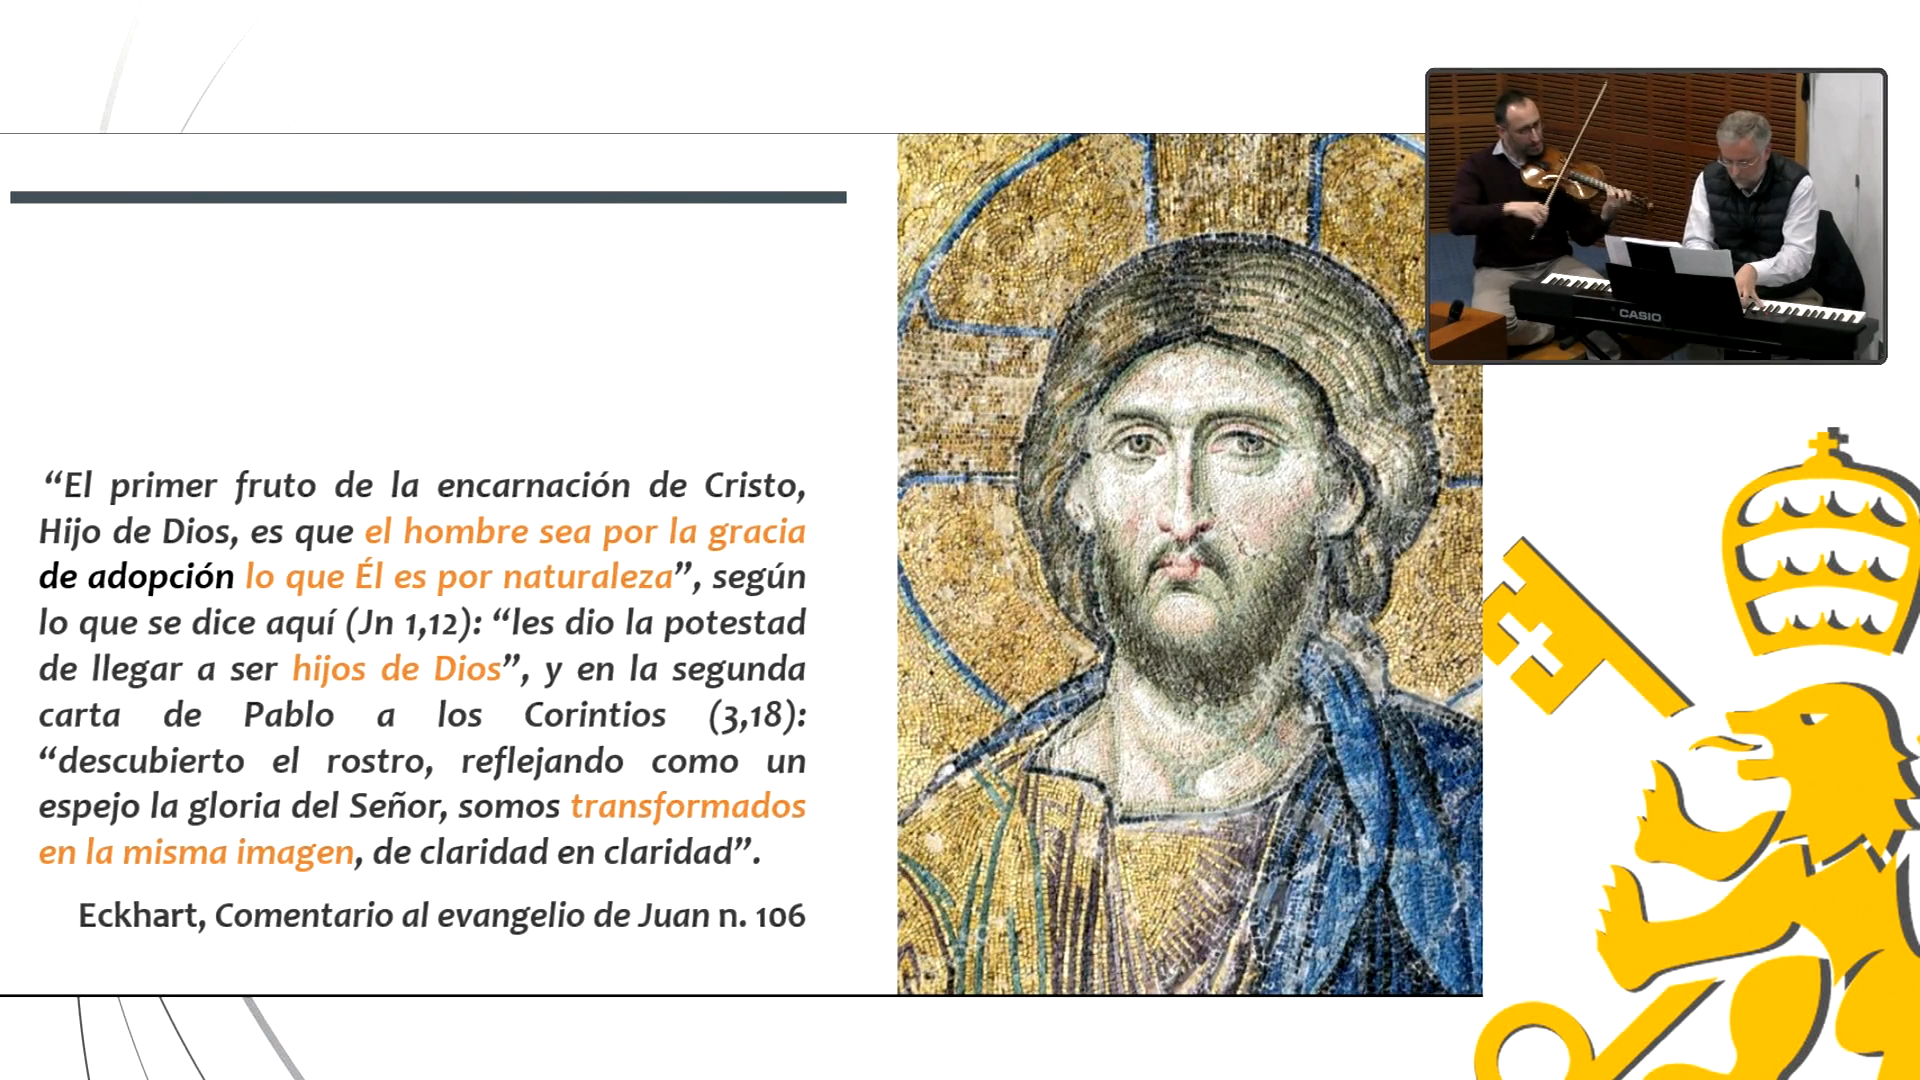 “El primer fruto de la encarnación de Cristo,
Hijo de Dios, es que el hombre sea por la gracia
de adopción lo que Él es por naturaleza”, según
lo que se dice aquí (Jn 1,12): “les dio la potestad
de llegar a ser hijos de Dios”, y en la segunda
carta de Pablo a los Corintios (3,18):
“descubierto el rostro, reflejando como un
espejo la gloria del Señor, somos transformados
en la misma imagen, de claridad en claridad”.
Eckhart, Comentario al evangelio de Juan n. 106
CASIO